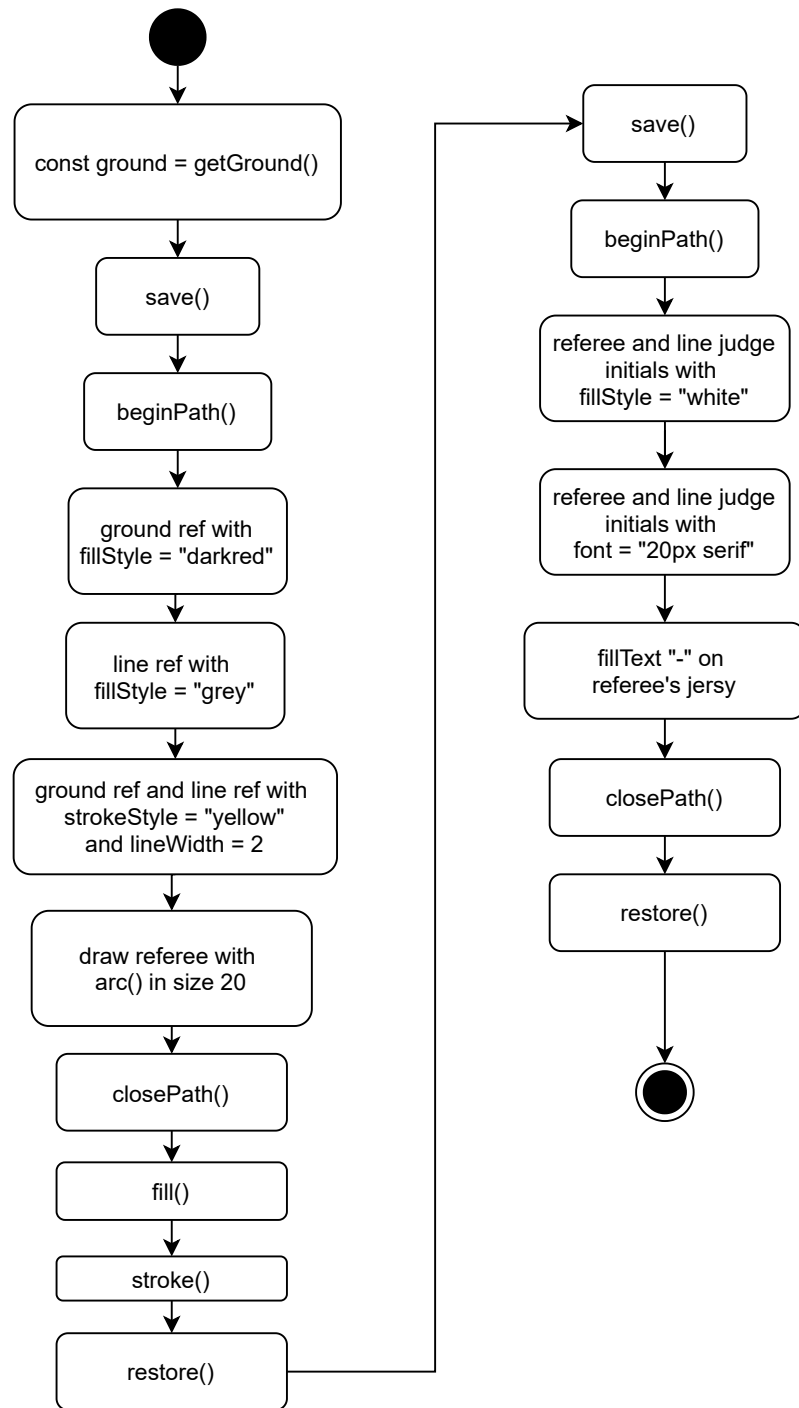 const ground = getGround()
save()
beginPath()
ground ref with
fillStyle = "darkred"
line ref with
fillStyle = "grey"
ground ref and line ref with
strokeStyle = "yellow"
and lineWidth = 2
draw referee with
arc() in size 20
closePath()
fill()
stroke()
restore()
save()
beginPath()
referee and line judge
initials with
fillStyle = "white"
referee and line judge
initials with
font = "20px serif"
fillText "-" on
referee's jersy
closePath()
restore()